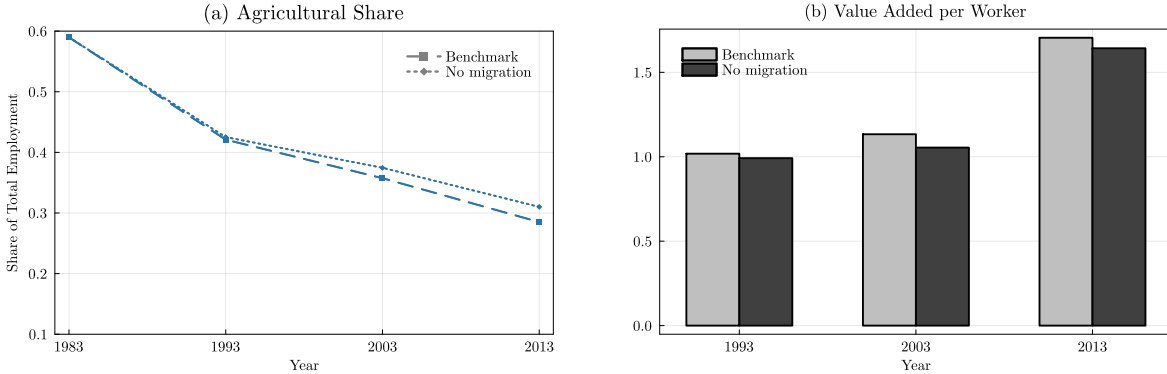 (a) Agricultural Share
0.6
0.5
0.4
0.3
0.2
0.1
Share of Total Employment
Benchmark
No migration
1983
1993
2003
2013
Year
(b) Value Added per Worker
1.5
1.0
0.5
0.0
Benchmark
No migration
1993
2003
2013
Year